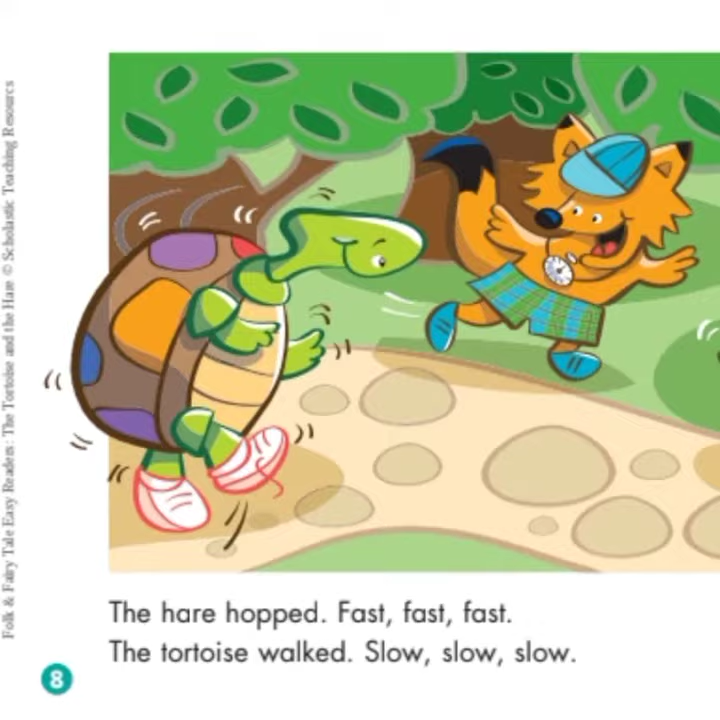 Folk & Fairy Tale Easy Readers: The Tortoise and the Hare © Scholastic Teaching Resourcs
The hare hopped. Fast, fast, fast.
The tortoise walked. Slow, slow, slow.
8